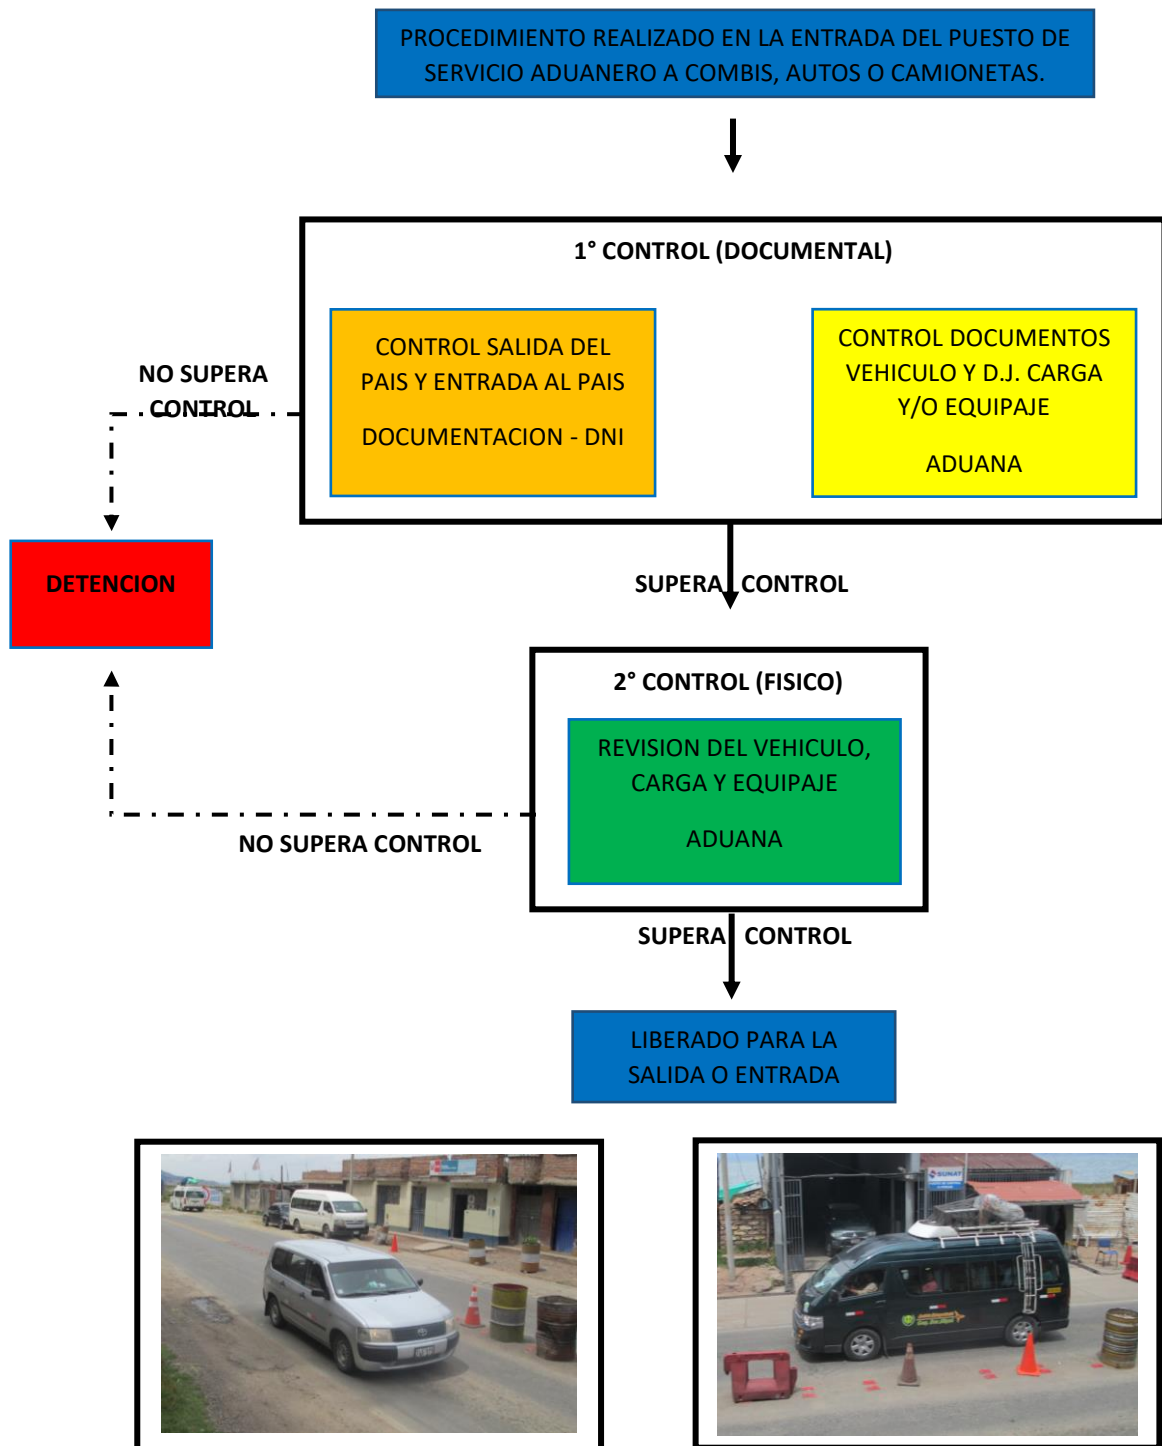 PROCEDIMIENTO REALIZADO EN LA ENTRADA DEL PUESTO DE
SERVICIO ADUANERO A COMBIS, AUTOS O CAMIONETAS.
1° CONTROL (DOCUMENTAL)
CONTROL SALIDA DEL
PAIS Y ENTRADA AL PAIS
DOCUMENTACION - DNI
CONTROL DOCUMENTOS
VEHICULO Y D.J. CARGA
Y/O EQUIPAJE
ADUANA
NO SUPERA
CONTROL
DETENCION
SUPERA CONTROL
2° CONTROL (FISICO)
REVISION DEL VEHICULO,
CARGA Y EQUIPAJE
ADUANA
NO SUPERA CONTROL
SUPERA CONTROL
LIBERADO PARA LA
SALIDA O ENTRADA
SUNAT